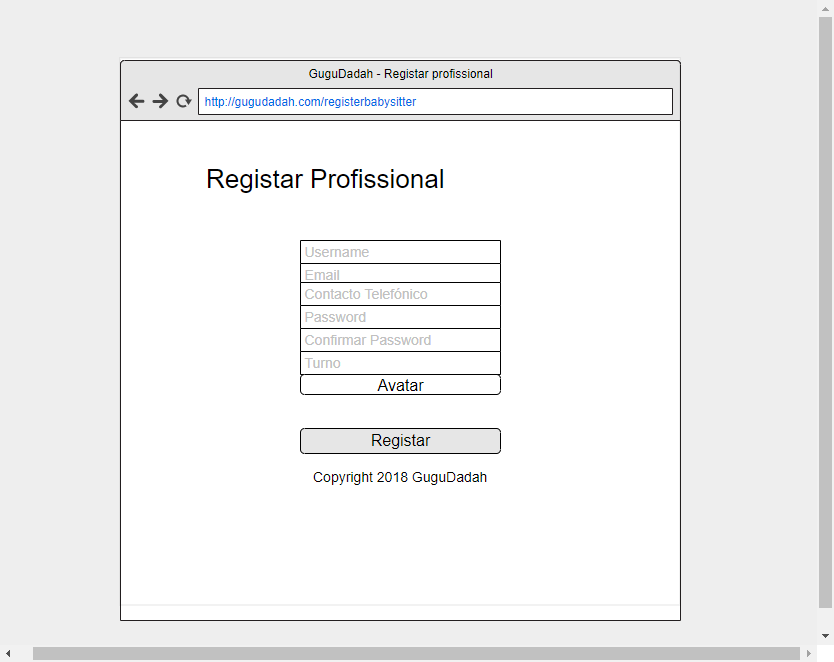 GuguDadah - Registar profissional
http://gugudadah.com/registerbabysitter
Registar Profissional
Username
Email
Contacto Telefónico
Password
Confirmar Password
Turno
Avatar
Registar
Copyright 2018 GuguDadah